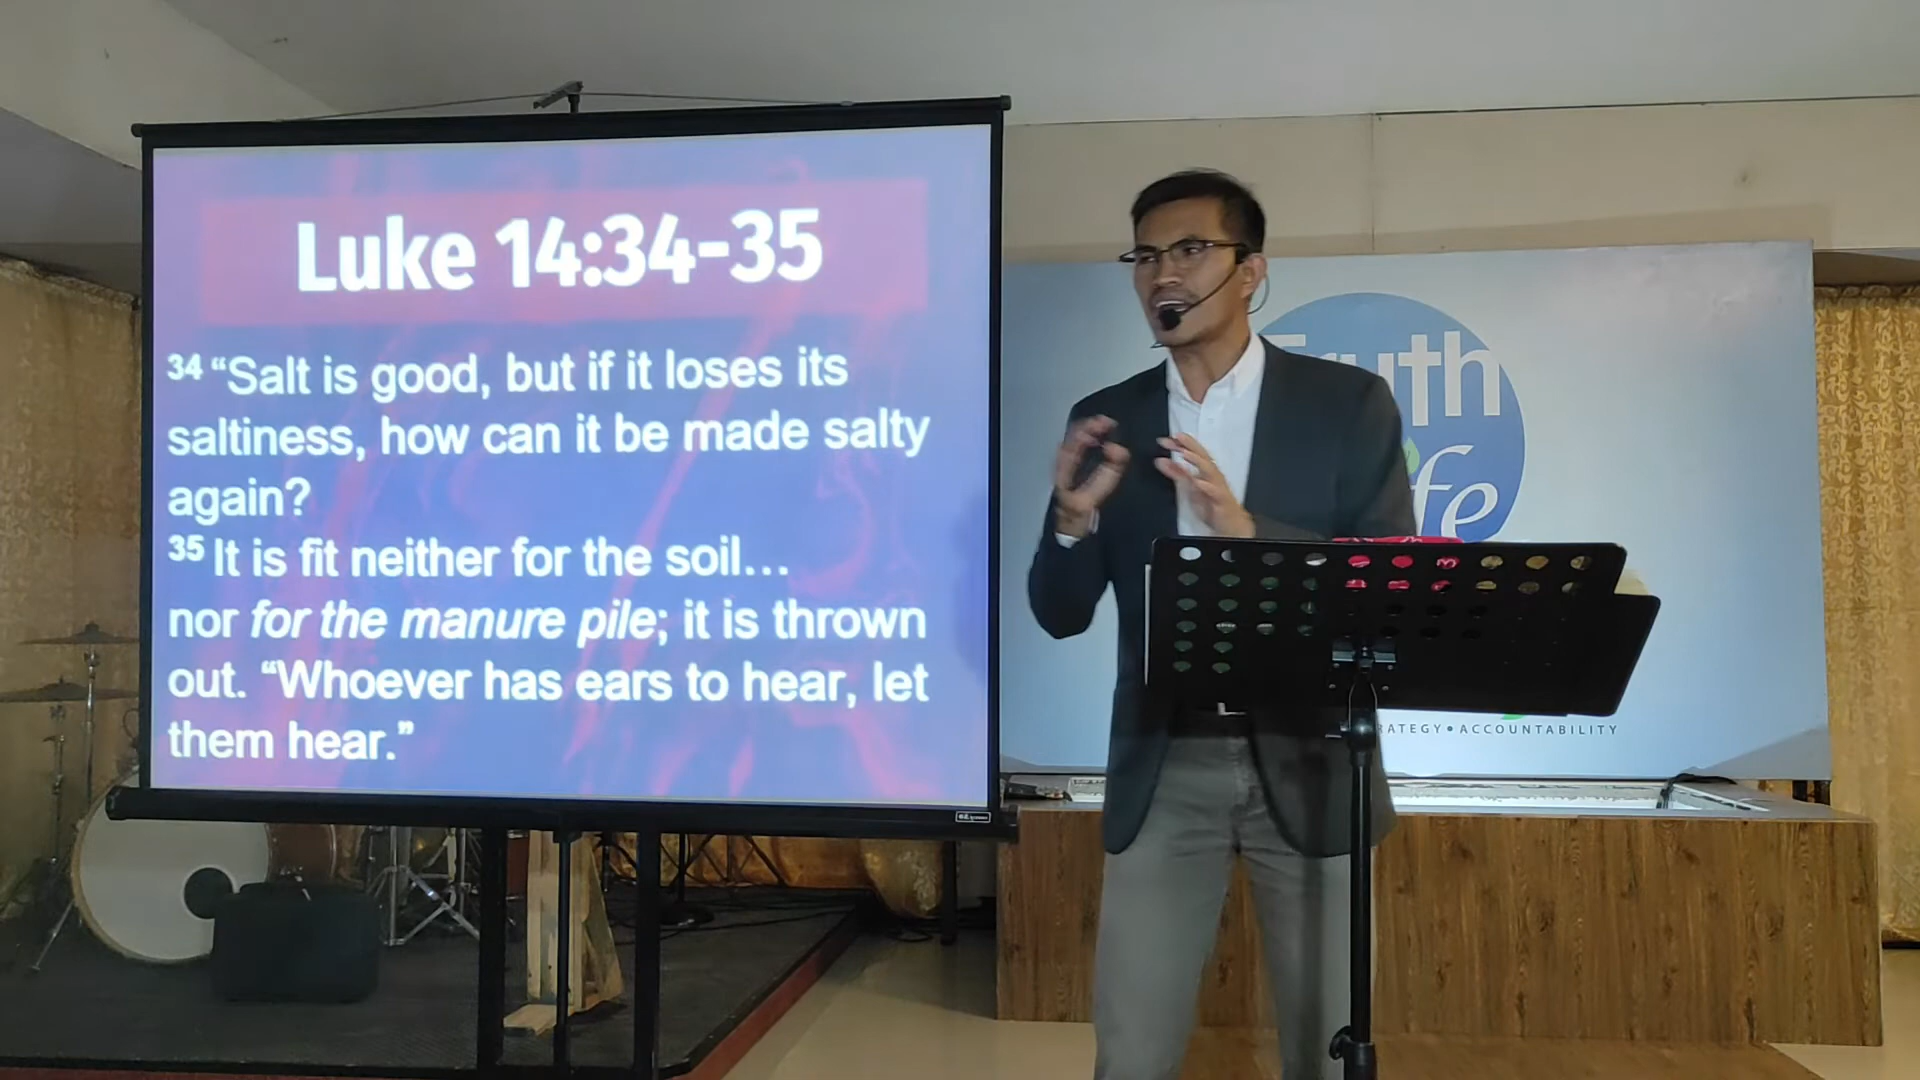 Luke 14:34-35
34 “Salt is good, but if it loses its
saltiness, how can it be made salty
again?
35 It is fit neither for the soil…
nor for the manure pile; it is thrown
out. “Whoever has ears to hear, let
them hear.”
Truth
fe
RATEGY • ACCOUNTABILITY